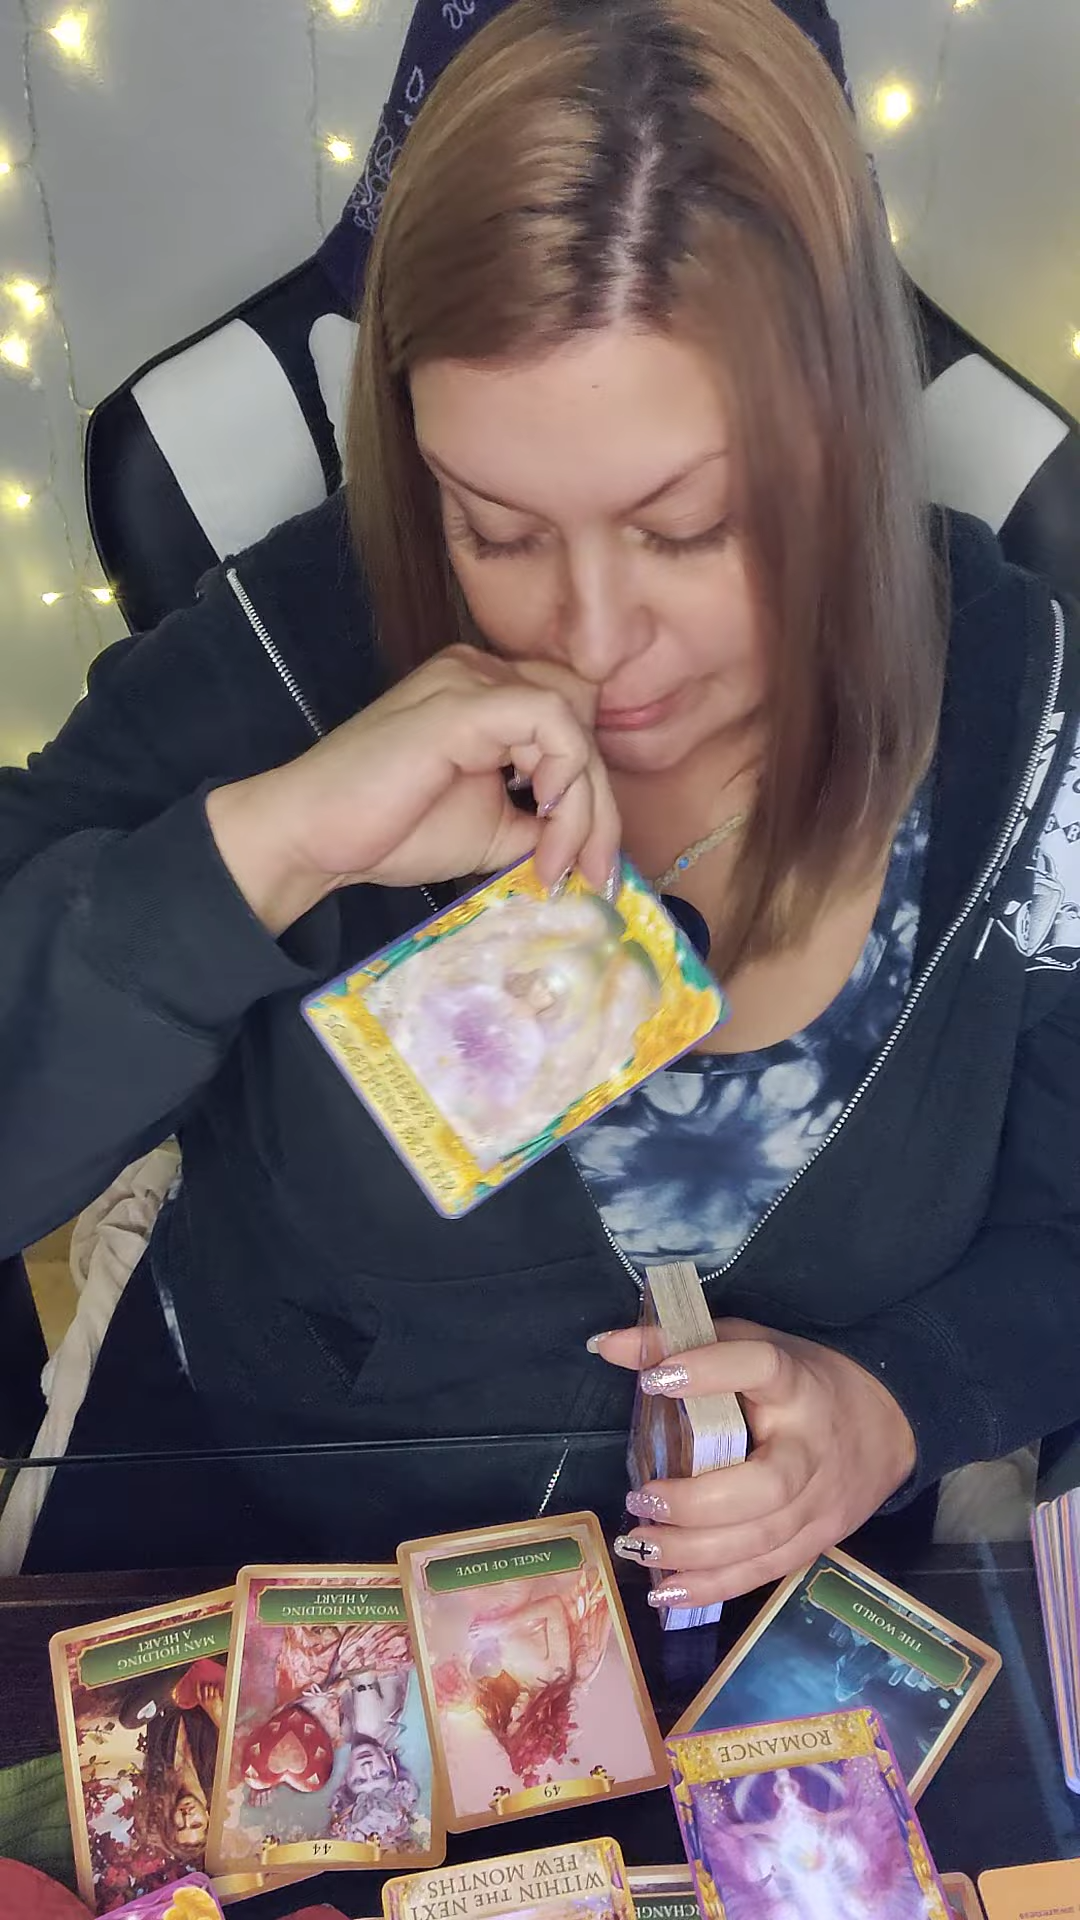 THERE'S
SOMETHING BETTER
ANGEL OF LOVE
WOMAN HOLDING
A HEART
MAN HOLDING
A HEART
THE WORLD
ROMANCE
49
44
WITHIN THE NEXT
FEW MONTHS